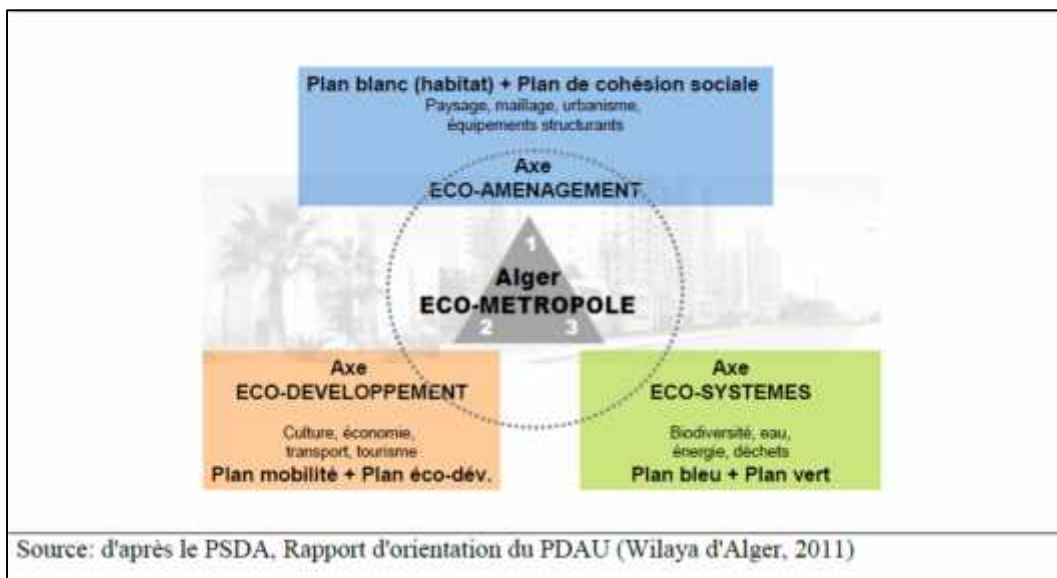 Plan blanc (habitat) + Plan de cohésion sociale
Paysage, maillage, urbanisme,
équipements structurants
Axe
ECO-AMENAGEMENT
1
Alger
ECO-METROPOLE
2 3
Axe
ECO-DEVELOPPEMENT
Culture, économie,
transport, tourisme
Plan mobilité + Plan éco-dév.
Axe
ECO-SYSTEMES
Biodiversité, eau,
énergie, déchets
Plan bleu + Plan vert
Source: d'après le PSDA, Rapport d'orientation du PDAU (Wilaya d'Alger, 2011)